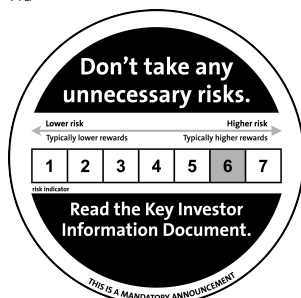 Don't take any
unnecessary risks.
Lower risk Higher risk
Typically lower rewards Typically higher rewards
1 2 3 4 5 6 7
risk indicator
Read the Key Investor
Information Document.
THIS IS A MANDATORY ANNOUNCEMENT